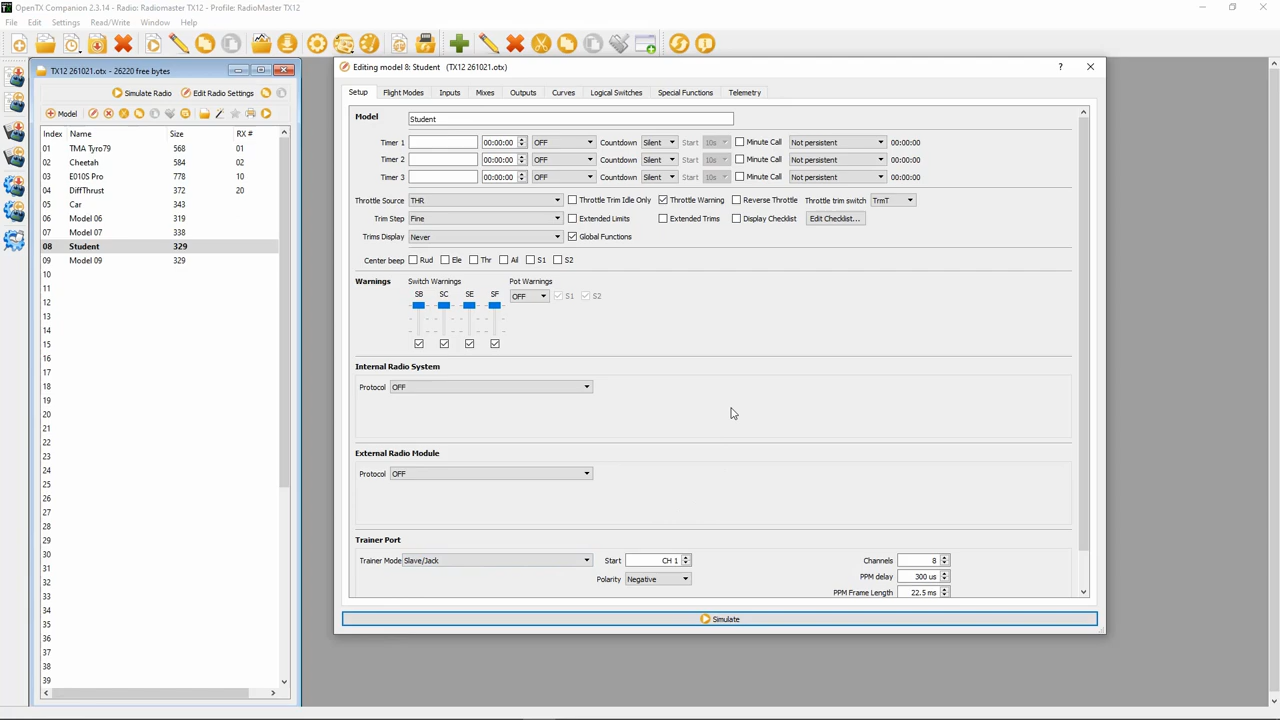 OpenTX Companion 2.3.14 - Radio: Radiomaster TX12 - Profile: RadioMaster TX12
File Edit Settings Read/Write Window Help
TX12 261021.otx - 26220 free bytes
Simulate Radio Edit Radio Settings
Model
Index Name Size RX #
01 TMA Tyro79 568 01
02 Cheetah 584 02
03 E010S Pro 778 10
04 DiffThrust 372 20
05 Car 343
06 Model 06 319
07 Model 07 338
08 Student 329
09 Model 09 329
10
11
12
13
14
15
16
17
18
19
20
21
22
23
24
25
26
27
28
29
30
31
32
33
34
35
36
37
38
39
Editing model 8: Student (TX12 261021.otx)
Setup Flight Modes Inputs Mixes Outputs Curves Logical Switches Special Functions Telemetry
Model Student
Timer 1 00:00:00 OFF Countdown Silent Start 10s Minute Call Not persistent 00:00:00
Timer 2 00:00:00 OFF Countdown Silent Start 10s Minute Call Not persistent 00:00:00
Timer 3 00:00:00 OFF Countdown Silent Start 10s Minute Call Not persistent 00:00:00
Throttle Source THR Throttle Trim Idle Only Throttle Warning Reverse Throttle Throttle trim switch TrmT
Trim Step Fine Extended Limits Extended Trims Display Checklist Edit Checklist...
Trims Display Never Global Functions
Center beep Rud Ele Thr Ail S1 S2
Warnings Switch Warnings Pot Warnings
SB SC SE SF OFF S1 S2
Internal Radio System
Protocol OFF
External Radio Module
Protocol OFF
Trainer Port
Trainer Mode Slave/Jack Start CH 1 Channels 8
Polarity Negative PPM delay 300 us
PPM Frame Length 22.5 ms
Simulate